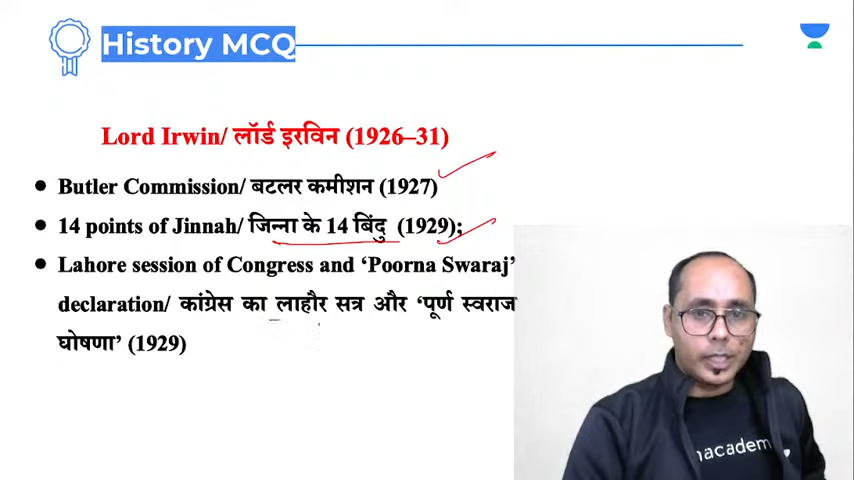 History MCQ
Lord Irwin/ लॉर्ड इरविन (1926–31)
● Butler Commission/ बटलर कमीशन (1927)
● 14 points of Jinnah/ जिन्ना के 14 बिंदु (1929);
● Lahore session of Congress and ‘Poorna Swaraj’
declaration/ कांग्रेस का लाहौर सत्र और ‘पूर्ण स्वराज
घोषणा’ (1929)